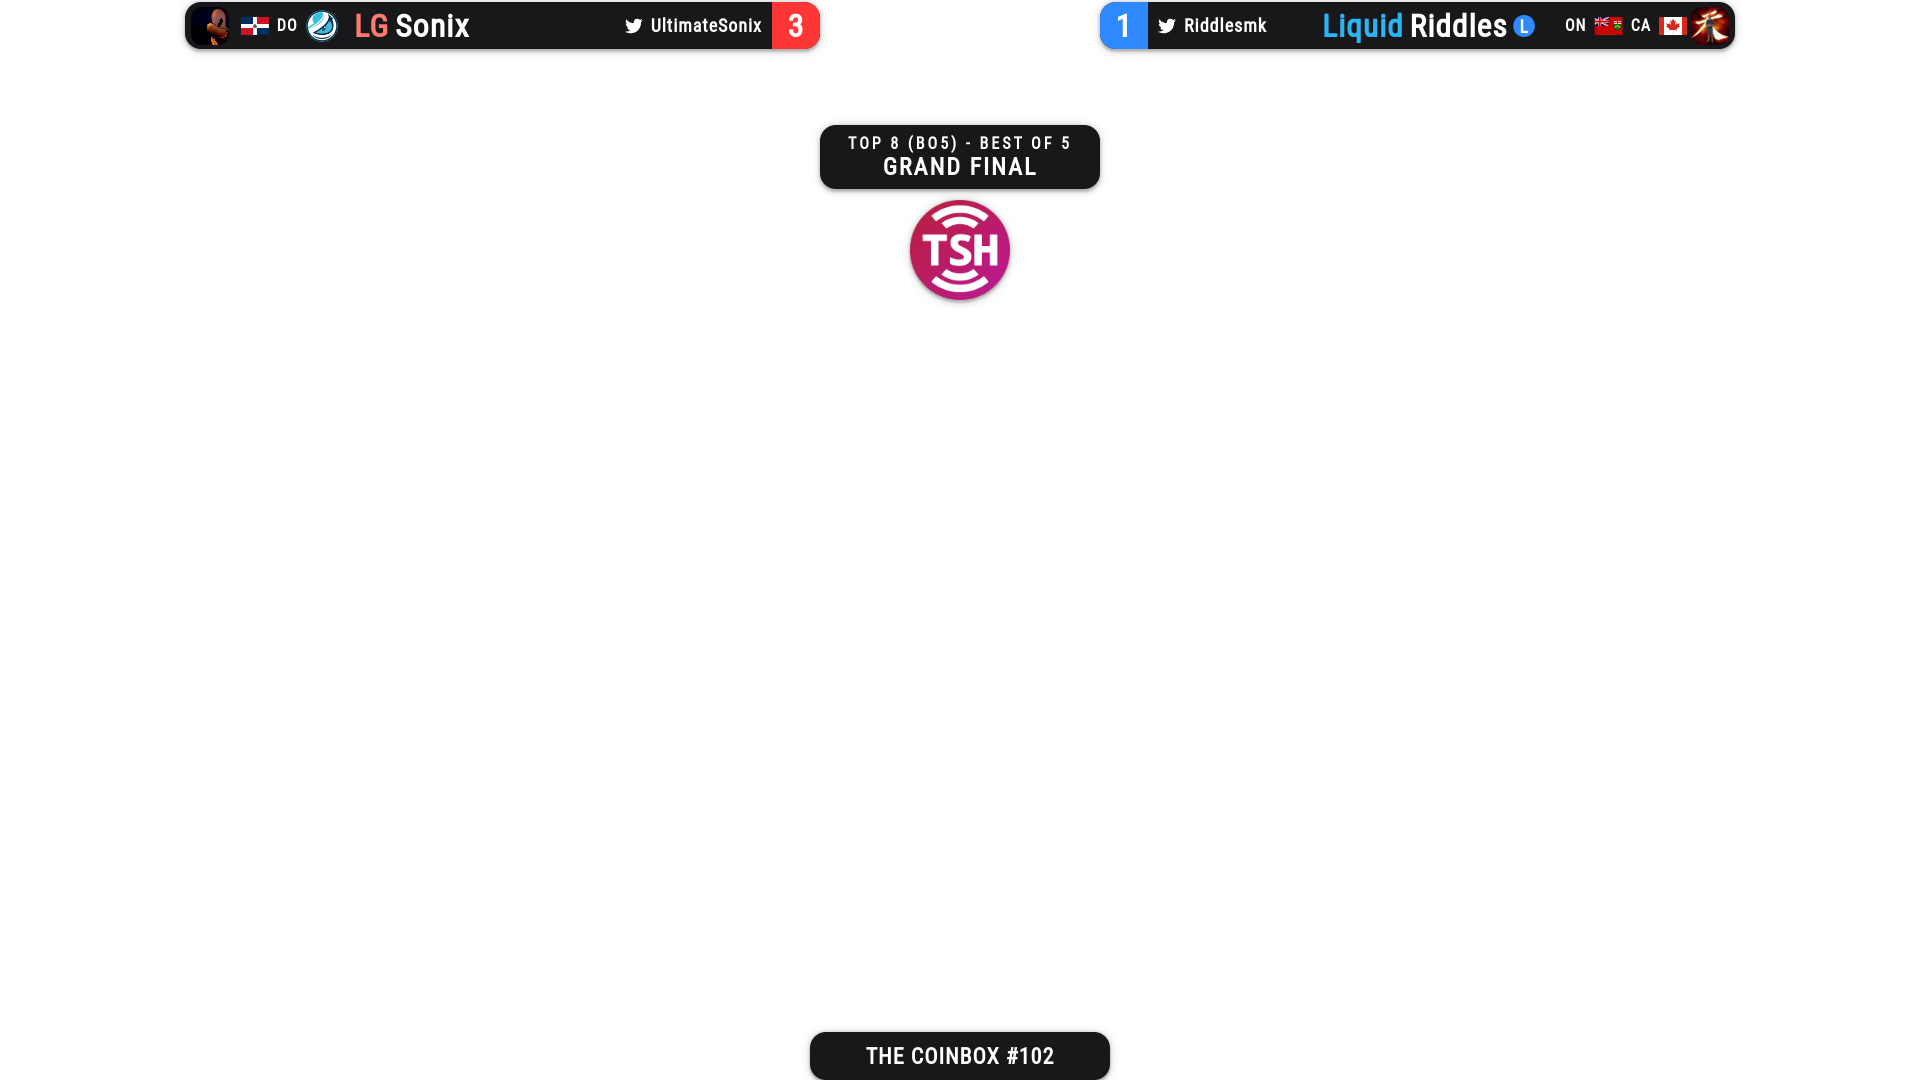 DO LG Sonix UltimateSonix 3
1 Riddlesmk Liquid Riddles L ON CA
TOP 8 (BO5) - BEST OF 5
GRAND FINAL
TSH
THE COINBOX #102